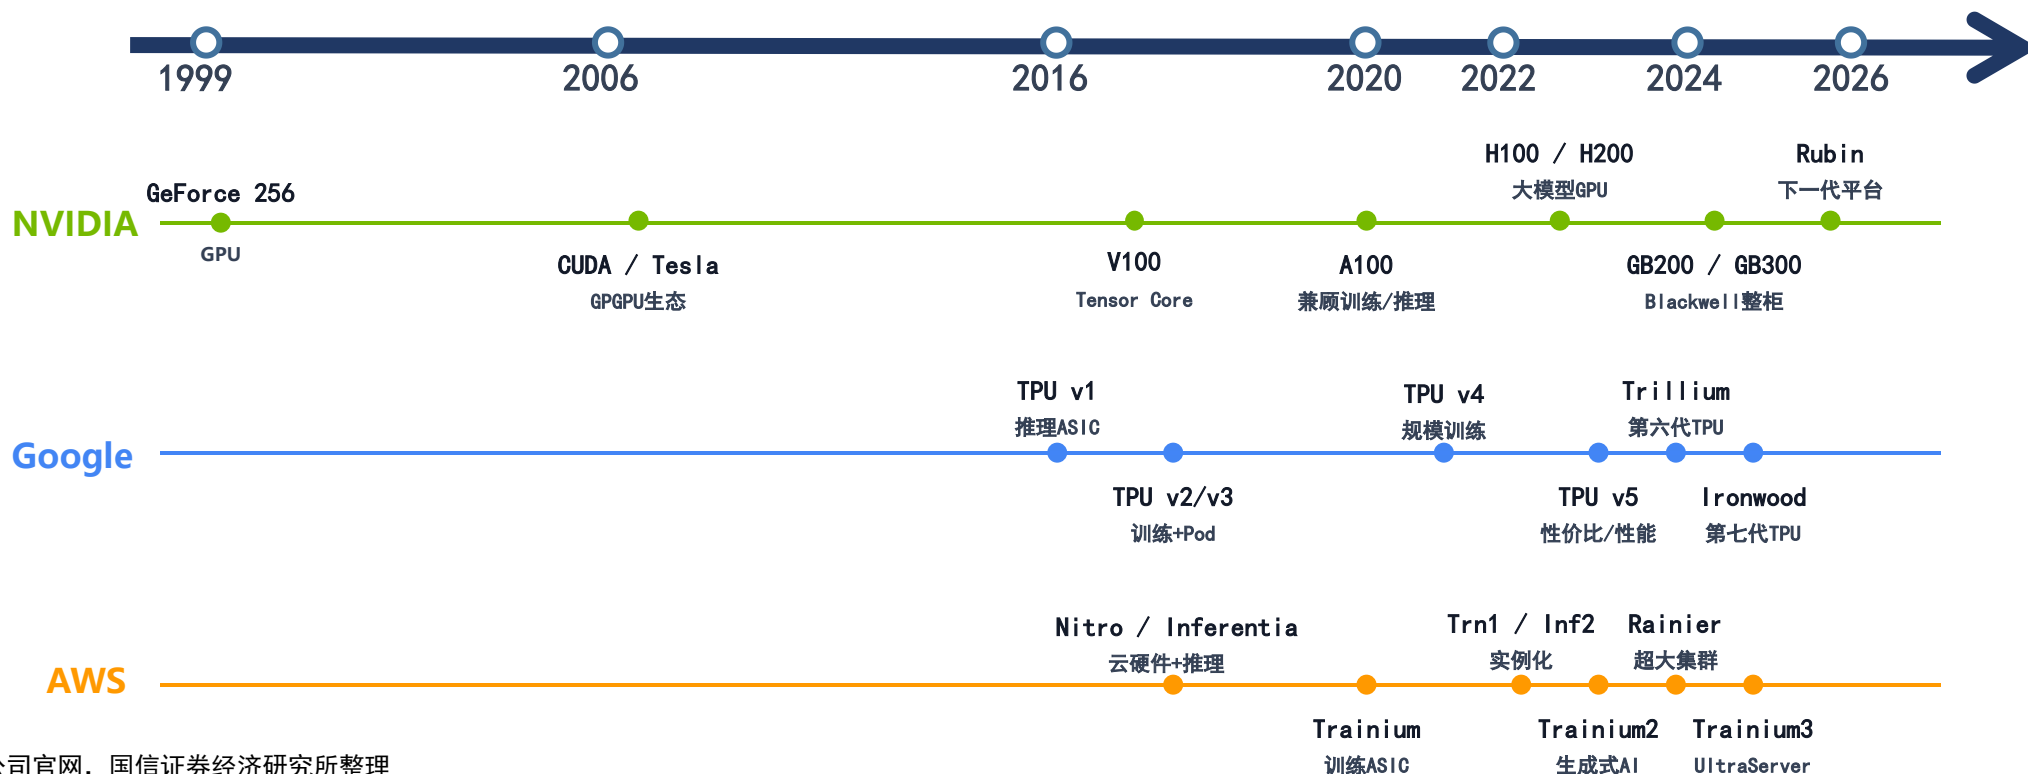 1999 2006 2016 2020 2022 2024 2026
H100 / H200 Rubin
大模型GPU 下一代平台
GeForce 256
NVIDIA
GPU
CUDA / Tesla V100 A100 GB200 / GB300
GPGPU生态 Tensor Core 兼顾训练/推理 Blackwell整柜
TPU v1 TPU v4 Trillium
推理ASIC 规模训练 第六代TPU
Google
TPU v2/v3 TPU v5 Ironwood
训练+Pod 性价比/性能 第七代TPU
Nitro / Inferentia Trn1 / Inf2 Rainier
云硬件+推理 实例化 超大集群
AWS
Trainium Trainium2 Trainium3
训练ASIC 生成式AI UltraServer
公司官网，国信证券经济研究所整理